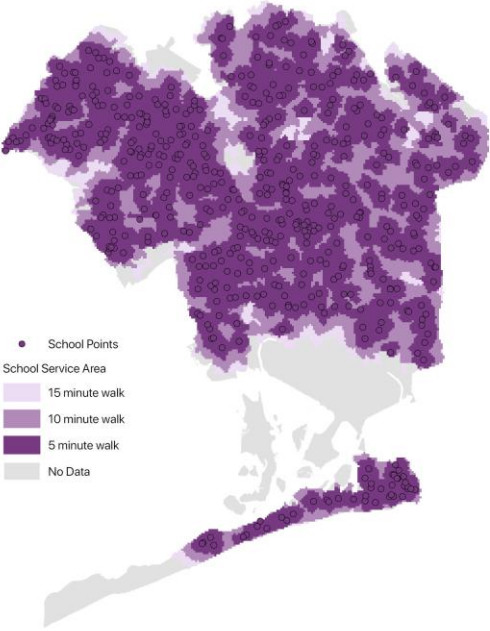 School Points
School Service Area
15 minute walk
10 minute walk
5 minute walk
No Data